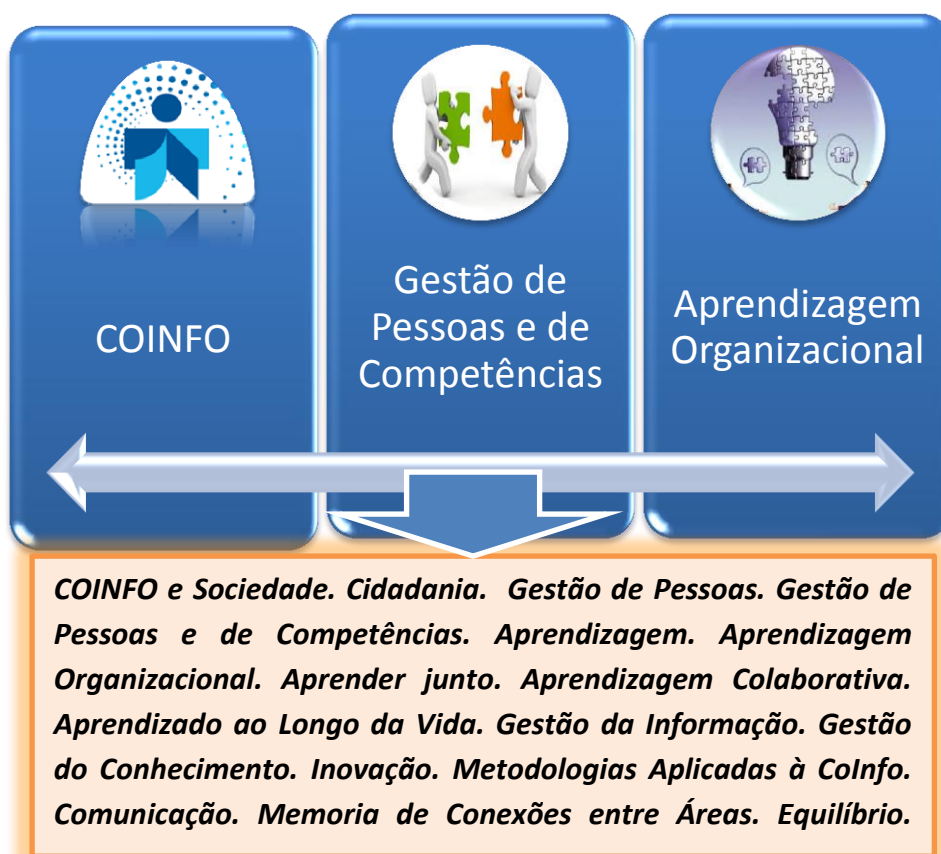 COINFO
Gestão de
Pessoas e de
Competências
Aprendizagem
Organizacional
COINFO e Sociedade. Cidadania. Gestão de Pessoas. Gestão de
Pessoas e de Competências. Aprendizagem. Aprendizagem
Organizacional. Aprender junto. Aprendizagem Colaborativa.
Aprendizado ao Longo da Vida. Gestão da Informação. Gestão
do Conhecimento. Inovação. Metodologias Aplicadas à CoInfo.
Comunicação. Memoria de Conexões entre Áreas. Equilíbrio.